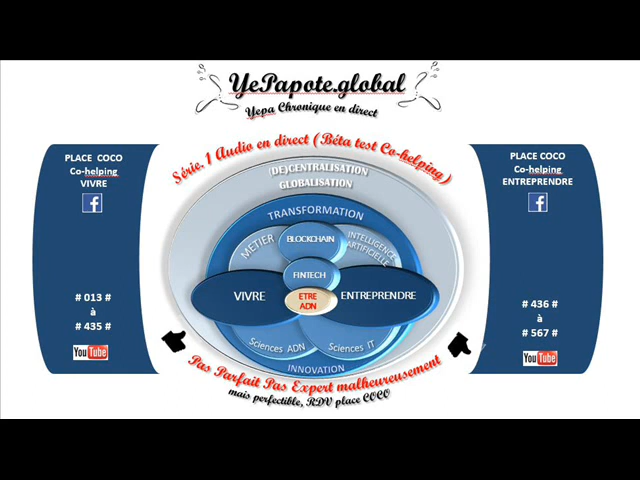 YePapote.global
Yepa Chronique en direct
Série, 1 Audio en direct (Béta test Co-helping)
PLACE COCO
Co-helping
VIVRE
# 013 #
à
# 435 #
YouTube
(DE)CENTRALISATION
GLOBALISATION
TRANSFORMATION
METIER
BLOCKCHAIN
INTELLIGENCE
ARTIFICIELLE
FINTECH
VIVRE
ETRE
ADN
ENTREPRENDRE
Sciences ADN
Sciences IT
INNOVATION
PLACE COCO
Co-helping
ENTREPRENDRE
# 436 #
à
# 567 #
YouTube
Pas Parfait Pas Expert malheureusement
mais perfectible, RDV place COCO